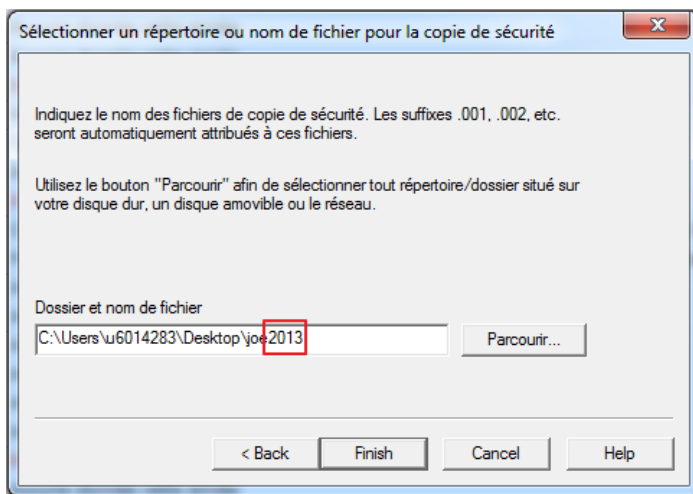 Sélectionner un répertoire ou nom de fichier pour la copie de sécurité
Indiquez le nom des fichiers de copie de sécurité. Les suffixes .001, .002, etc.
seront automatiquement attribués à ces fichiers.
Utilisez le bouton "Parcourir" afin de sélectionner tout répertoire/dossier situé sur
votre disque dur, un disque amovible ou le réseau.
Dossier et nom de fichier
C:\Users\u6014283\Desktop\joe2013
Parcourir...
< Back
Finish
Cancel
Help